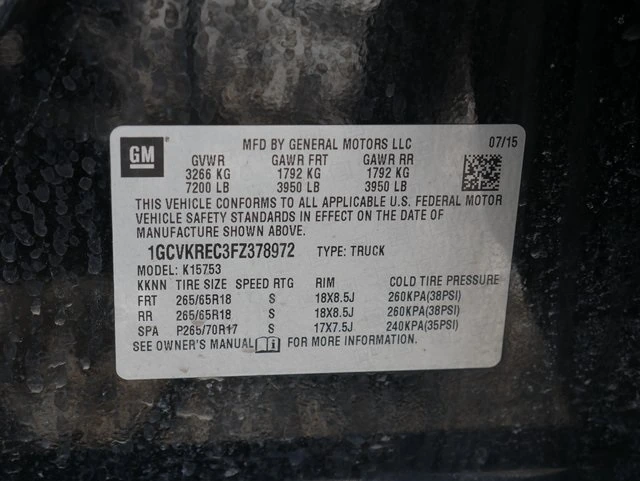 GM
MFD BY GENERAL MOTORS LLC 07/15
GVWR GAWR FRT GAWR RR
3266 KG 1792 KG 1792 KG
7200 LB 3950 LB 3950 LB
THIS VEHICLE CONFORMS TO ALL APPLICABLE U.S. FEDERAL MOTOR
VEHICLE SAFETY STANDARDS IN EFFECT ON THE DATE OF
MANUFACTURE SHOWN ABOVE.
1GCVKREC3FZ378972 TYPE: TRUCK
MODEL: K15753
KKNN TIRE SIZE SPEED RTG RIM COLD TIRE PRESSURE
FRT 265/65R18 S 18X8.5J 260KPA(38PSI)
RR 265/65R18 S 18X8.5J 260KPA(38PSI)
SPA P265/70R17 S 17X7.5J 240KPA(35PSI)
SEE OWNER'S MANUAL FOR MORE INFORMATION.